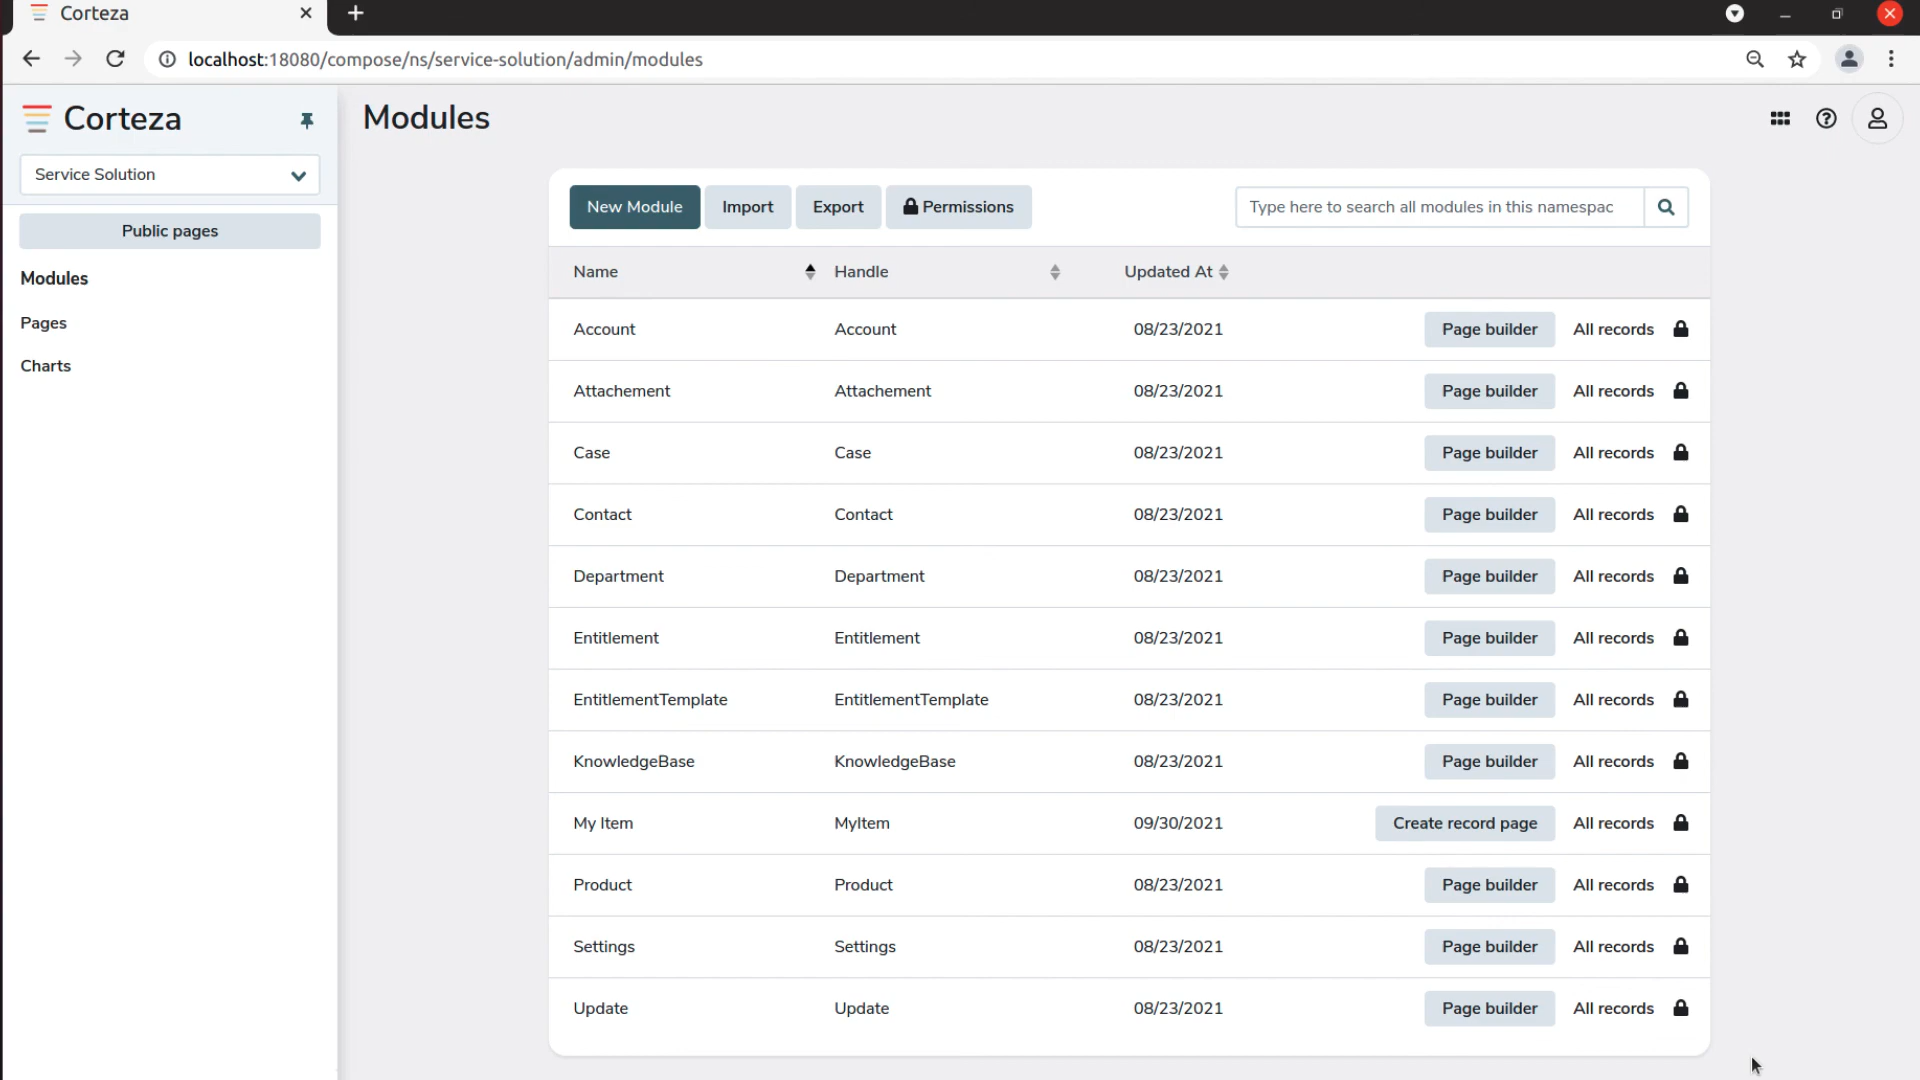 Corteza
localhost:18080/compose/ns/service-solution/admin/modules
Corteza
Modules
Service Solution
Public pages
Modules
Pages
Charts
New Module Import Export Permissions Type here to search all modules in this namespac
Name Handle Updated At
Account Account 08/23/2021 Page builder All records
Attachement Attachement 08/23/2021 Page builder All records
Case Case 08/23/2021 Page builder All records
Contact Contact 08/23/2021 Page builder All records
Department Department 08/23/2021 Page builder All records
Entitlement Entitlement 08/23/2021 Page builder All records
EntitlementTemplate EntitlementTemplate 08/23/2021 Page builder All records
KnowledgeBase KnowledgeBase 08/23/2021 Page builder All records
My Item MyItem 09/30/2021 Create record page All records
Product Product 08/23/2021 Page builder All records
Settings Settings 08/23/2021 Page builder All records
Update Update 08/23/2021 Page builder All records